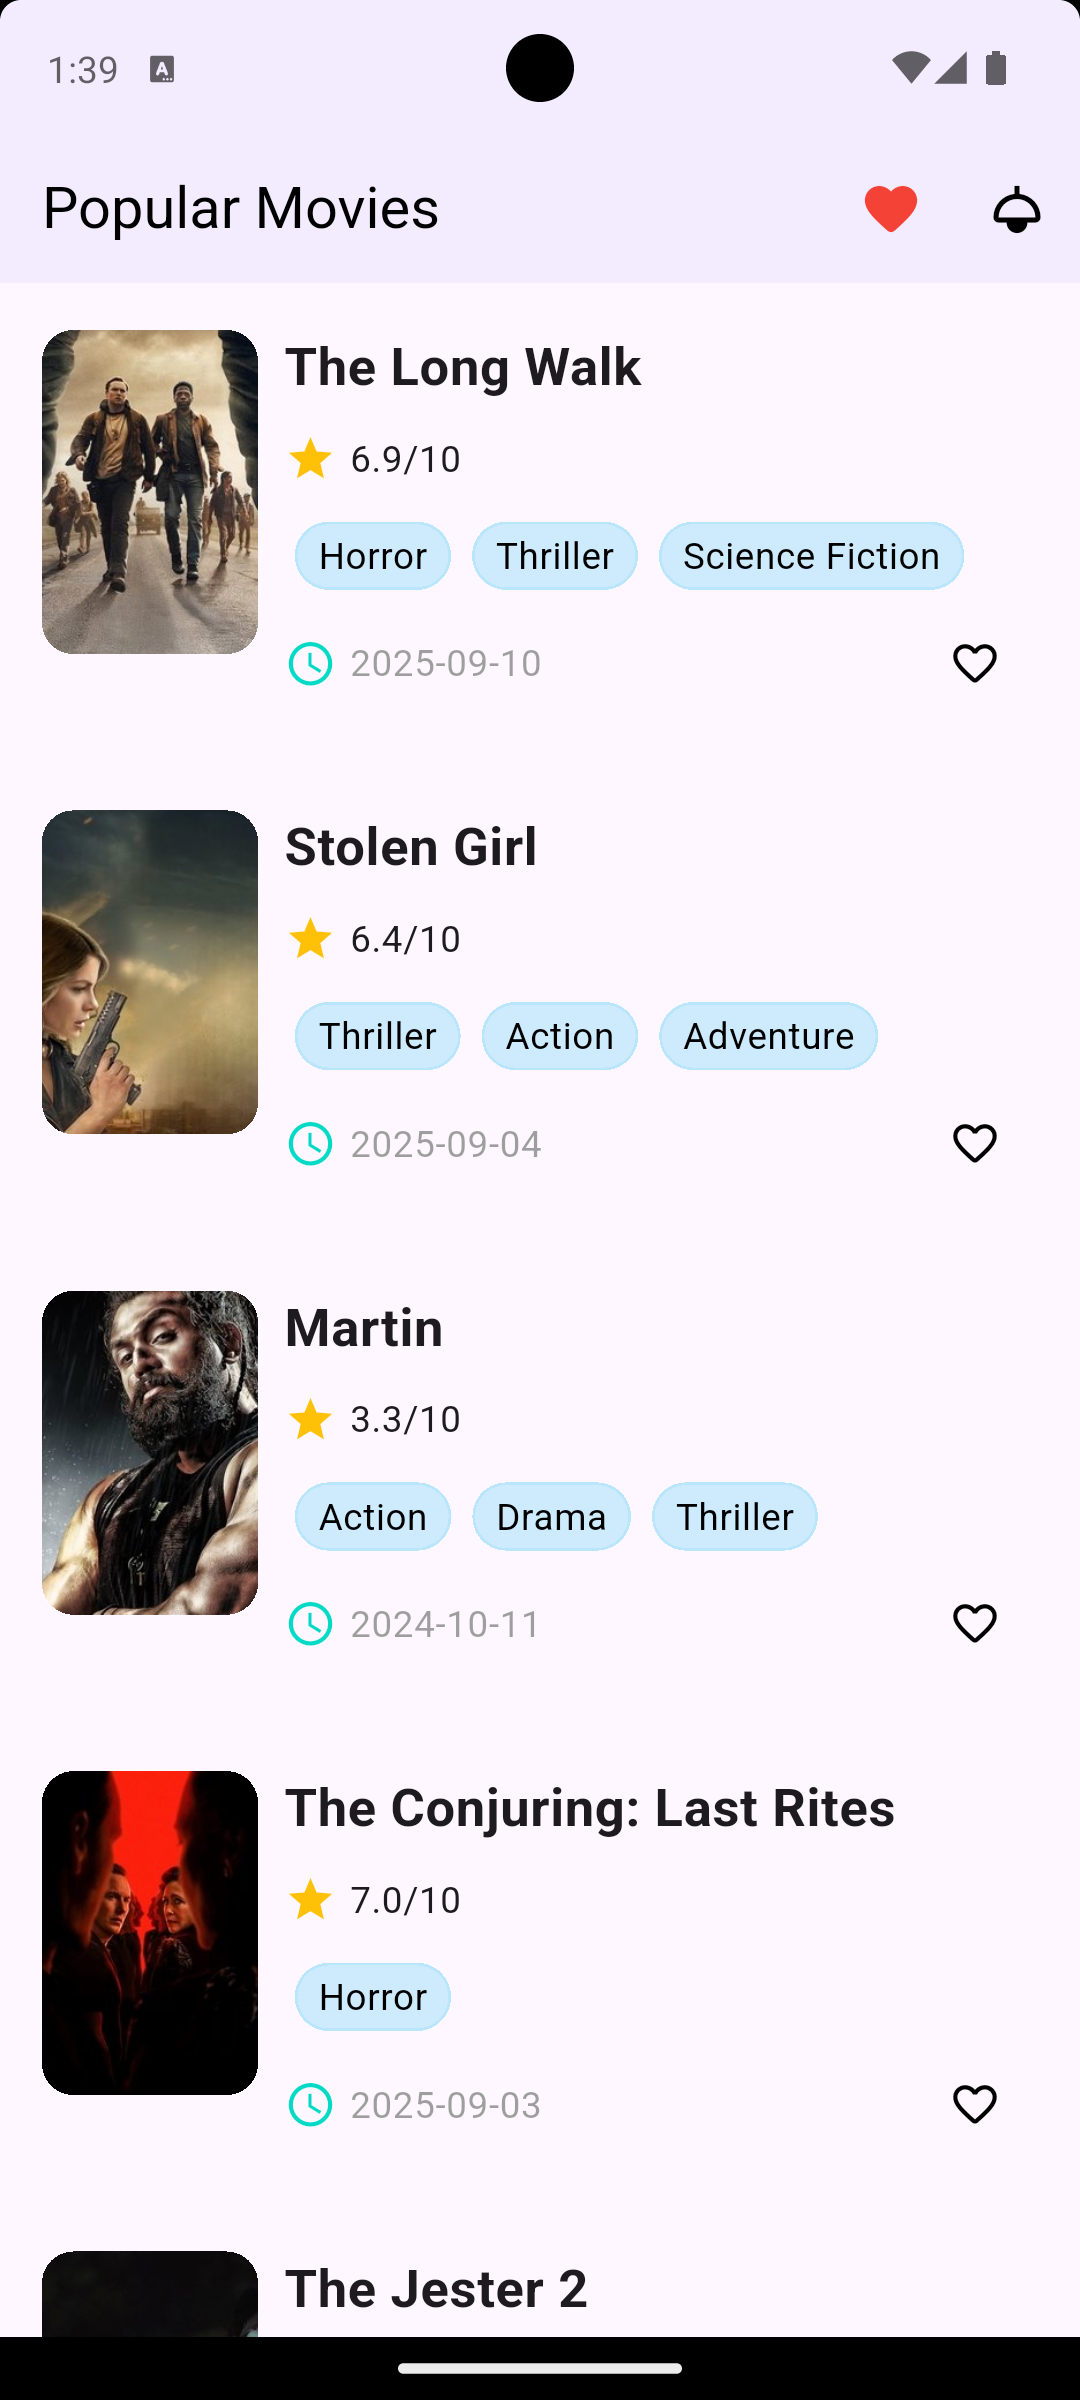 1:39 A
Popular Movies
The Long Walk
6.9/10
Horror Thriller Science Fiction
2025-09-10
Stolen Girl
6.4/10
Thriller Action Adventure
2025-09-04
Martin
3.3/10
Action Drama Thriller
2024-10-11
The Conjuring: Last Rites
7.0/10
Horror
2025-09-03
The Jester 2